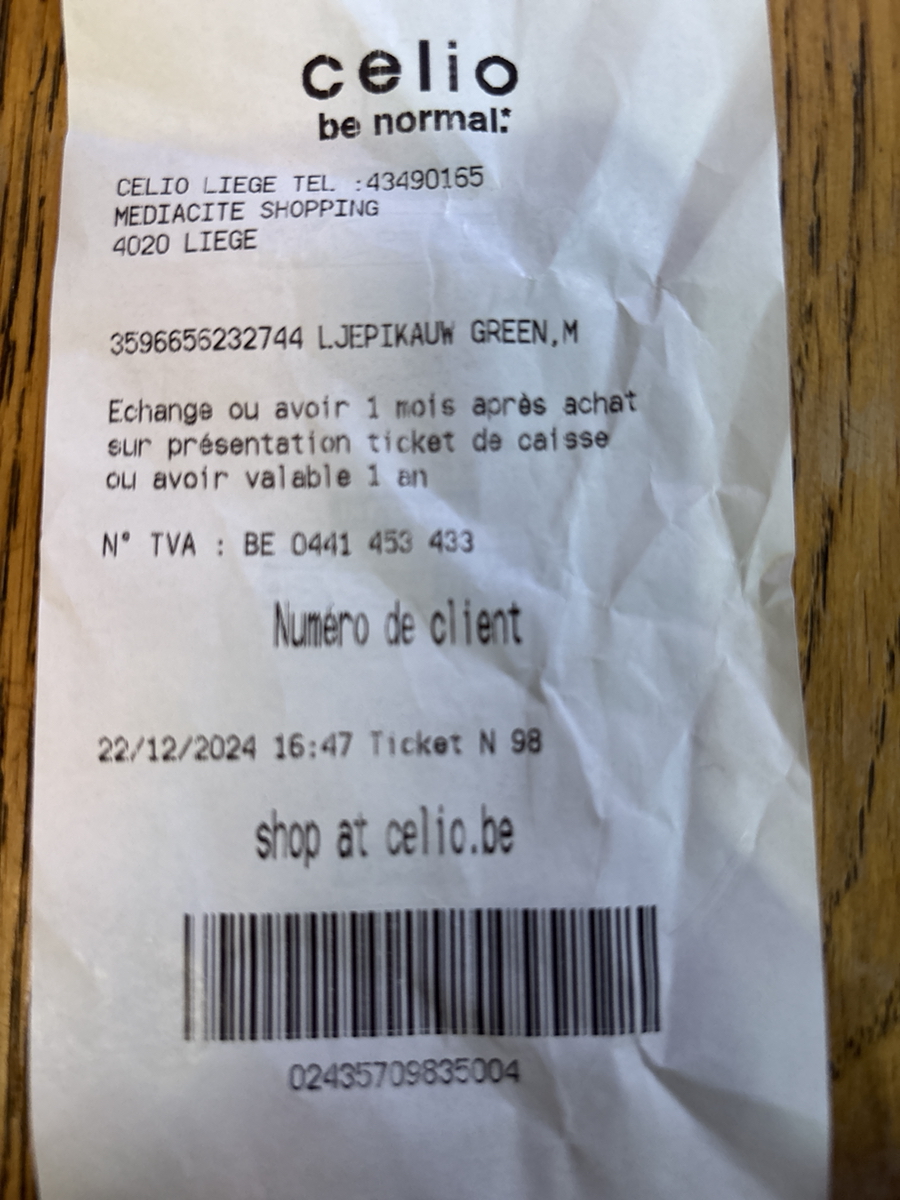 celio
be normal:*
CELIO LIEGE TEL :43490165
MEDIACITE SHOPPING
4020 LIEGE
3596656232744 LJEPIKAUW GREEN,M
Echange ou avoir 1 mois après achat
sur présentation ticket de caisse
ou avoir valable 1 an
N° TVA : BE 0441 453 433
Numéro de client
22/12/2024 16:47 Ticket N 98
shop at celio.be
02435709835004